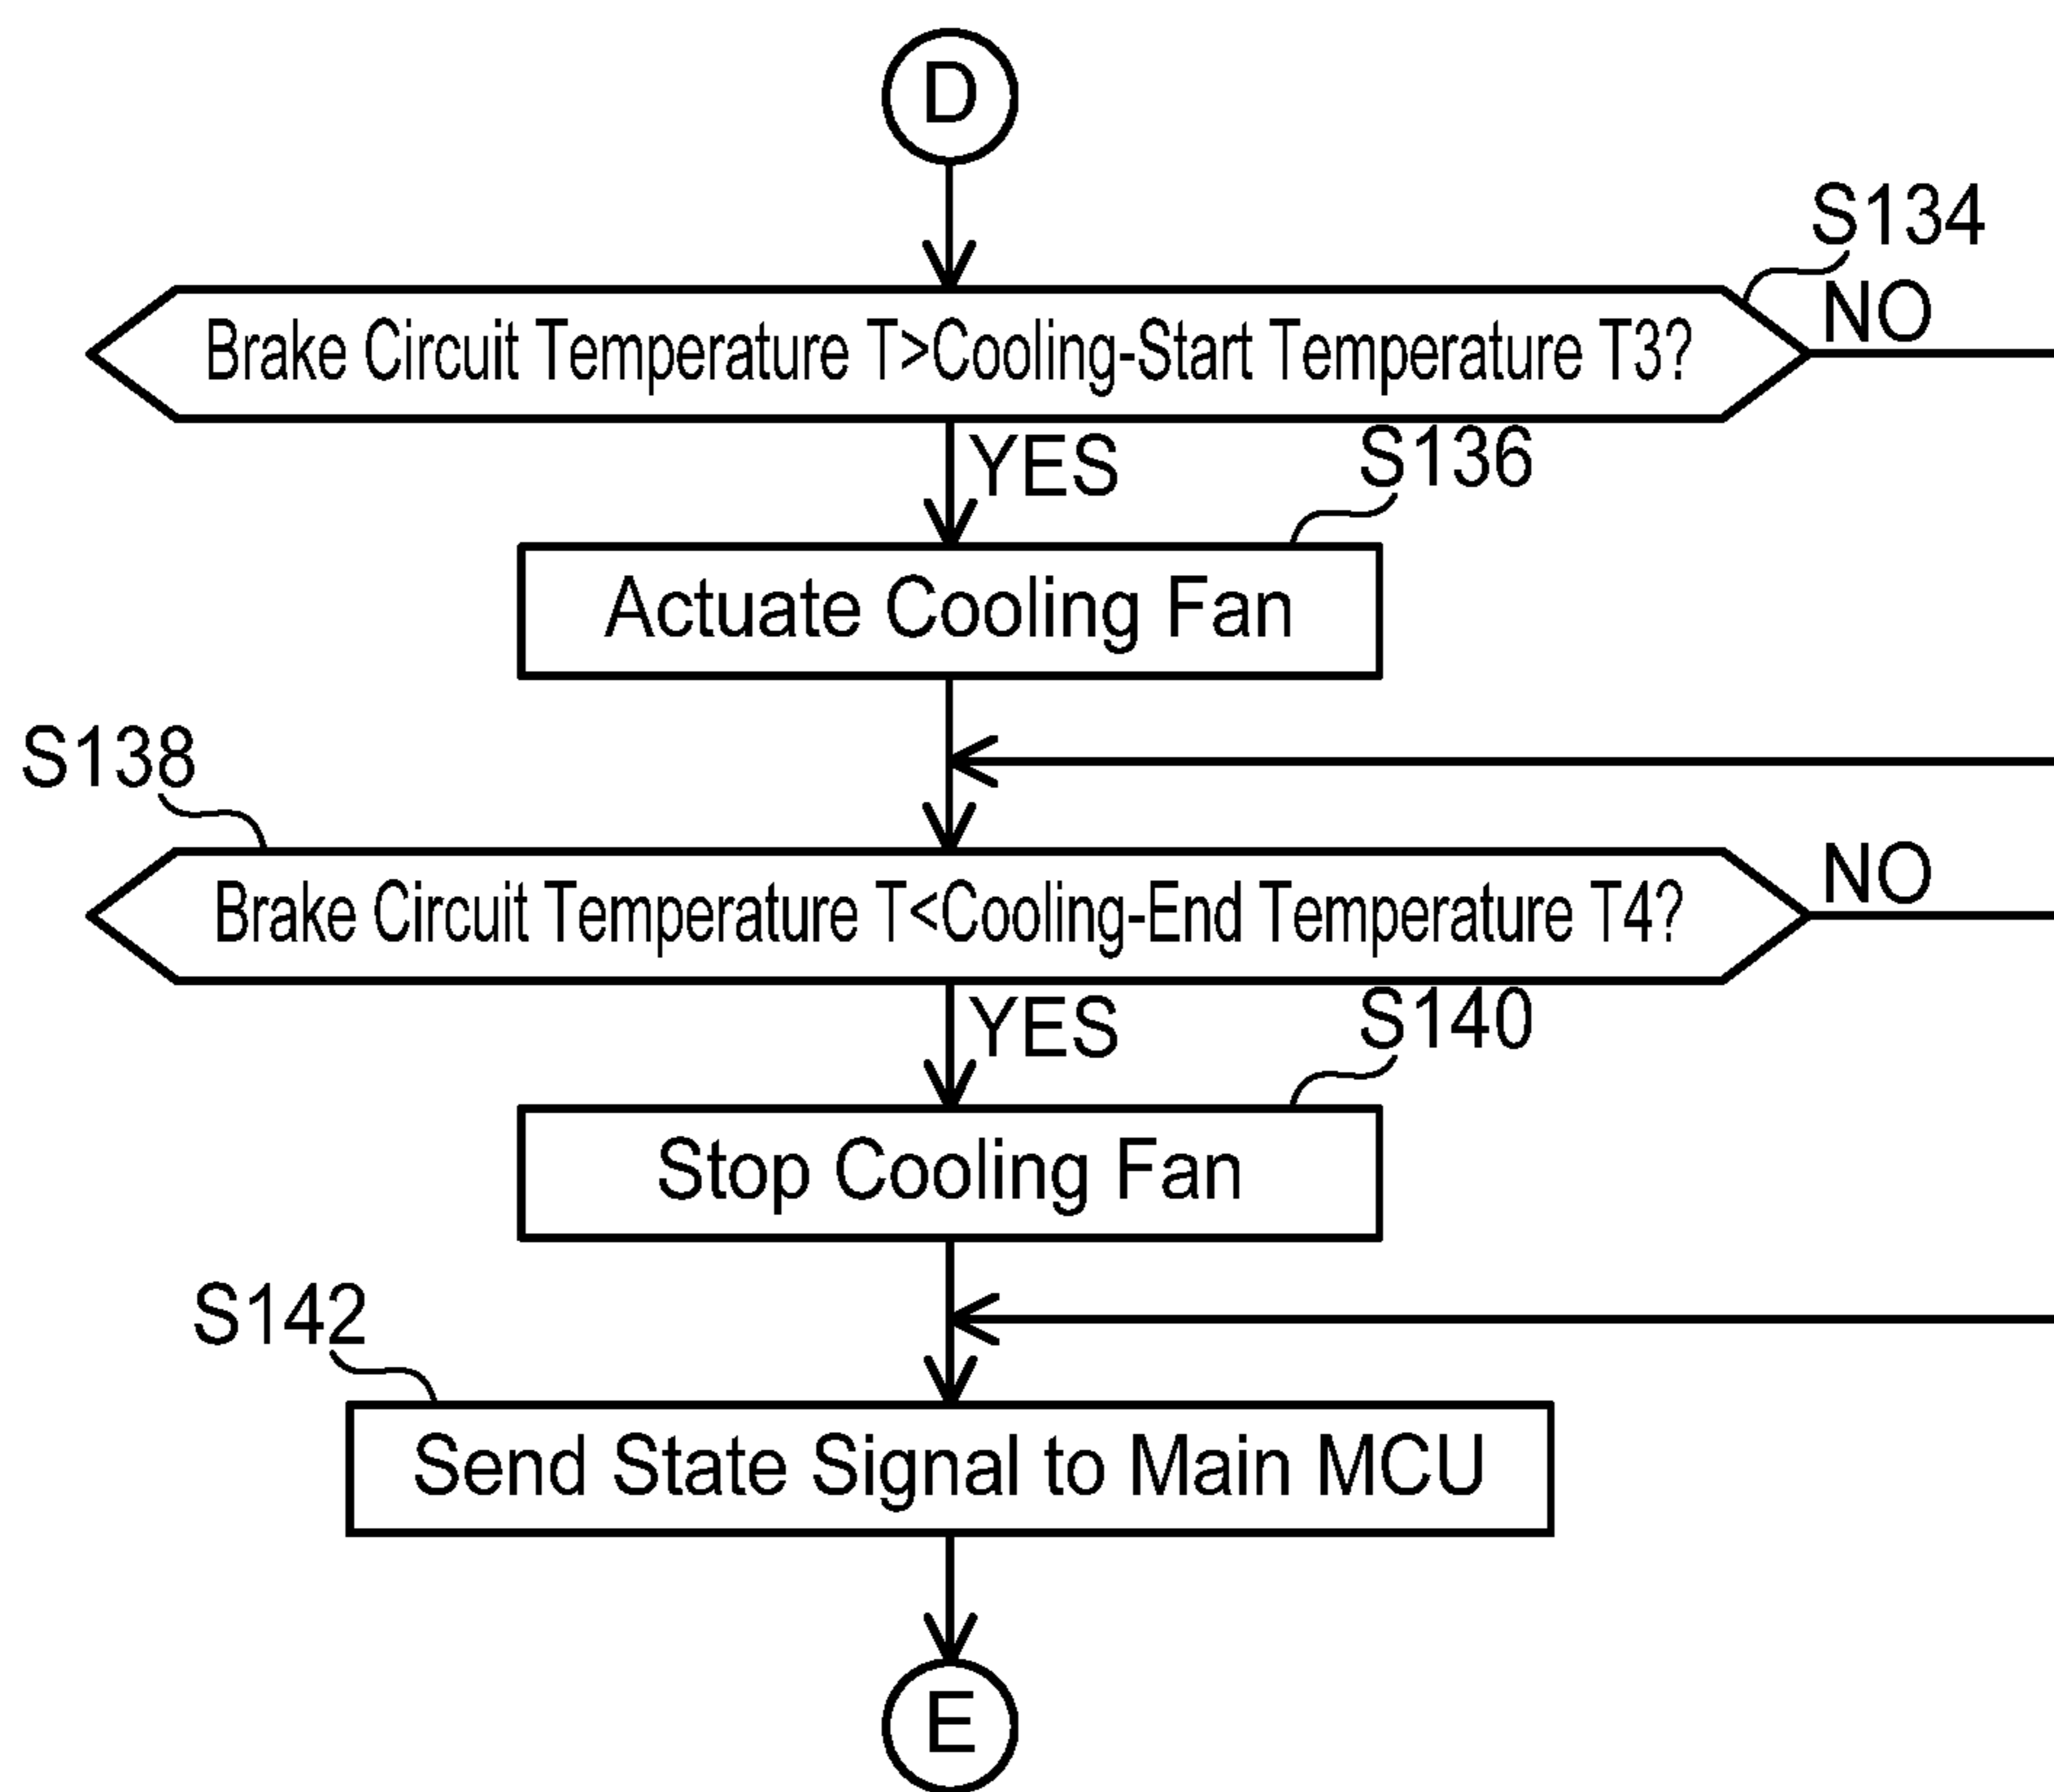 D
S134
Brake Circuit Temperature T>Cooling-Start Temperature T3?
NO
YES
S136
Actuate Cooling Fan
S138
Brake Circuit Temperature T<Cooling-End Temperature T4?
NO
YES
S140
Stop Cooling Fan
S142
Send State Signal to Main MCU
E